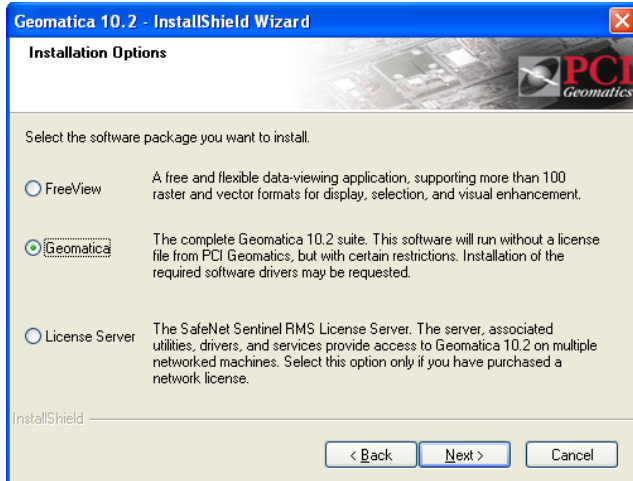 Geomatica 10.2 - InstallShield Wizard
Installation Options
PCI
Geomatics
Select the software package you want to install.
FreeView
A free and flexible data-viewing application, supporting more than 100
raster and vector formats for display, selection, and visual enhancement.
Geomatica
The complete Geomatica 10.2 suite. This software will run without a license
file from PCI Geomatics, but with certain restrictions. Installation of the
required software drivers may be requested.
License Server
The SafeNet Sentinel RMS License Server. The server, associated
utilities, drivers, and services provide access to Geomatica 10.2 on multiple
networked machines. Select this option only if you have purchased a
network license.
InstallShield
< Back
Next >
Cancel